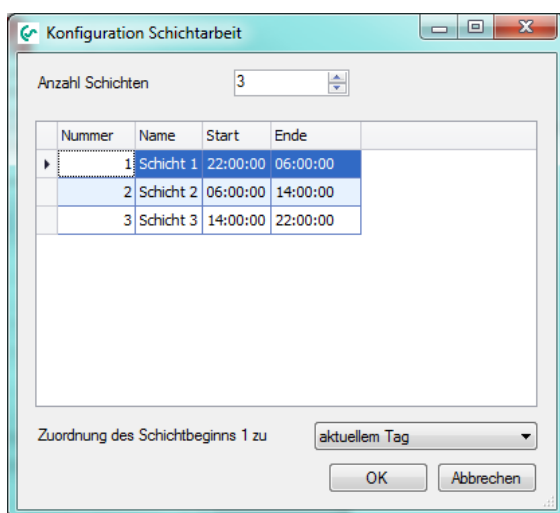 Konfiguration Schichtarbeit
Anzahl Schichten 3
Nummer Name Start Ende
1 Schicht 1 22:00:00 06:00:00
2 Schicht 2 06:00:00 14:00:00
3 Schicht 3 14:00:00 22:00:00
Zuordnung des Schichtbeginns 1 zu aktuellem Tag
OK Abbrechen